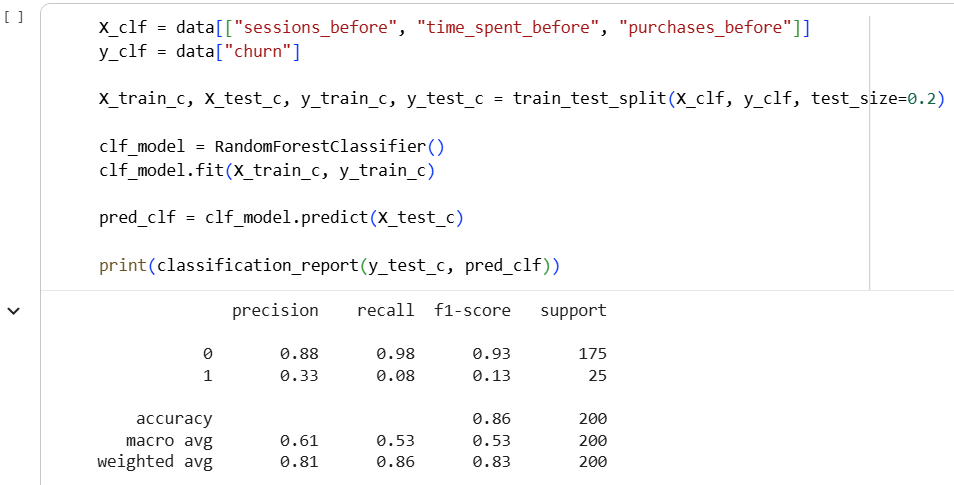 [ ]
X_clf = data[["sessions_before", "time_spent_before", "purchases_before"]]
y_clf = data["churn"]
X_train_c, X_test_c, y_train_c, y_test_c = train_test_split(X_clf, y_clf, test_size=0.2)
clf_model = RandomForestClassifier()
clf_model.fit(X_train_c, y_train_c)
pred_clf = clf_model.predict(X_test_c)
print(classification_report(y_test_c, pred_clf))
precision recall f1-score support
0 0.88 0.98 0.93 175
1 0.33 0.08 0.13 25
accuracy 0.86 200
macro avg 0.61 0.53 0.53 200
weighted avg 0.81 0.86 0.83 200